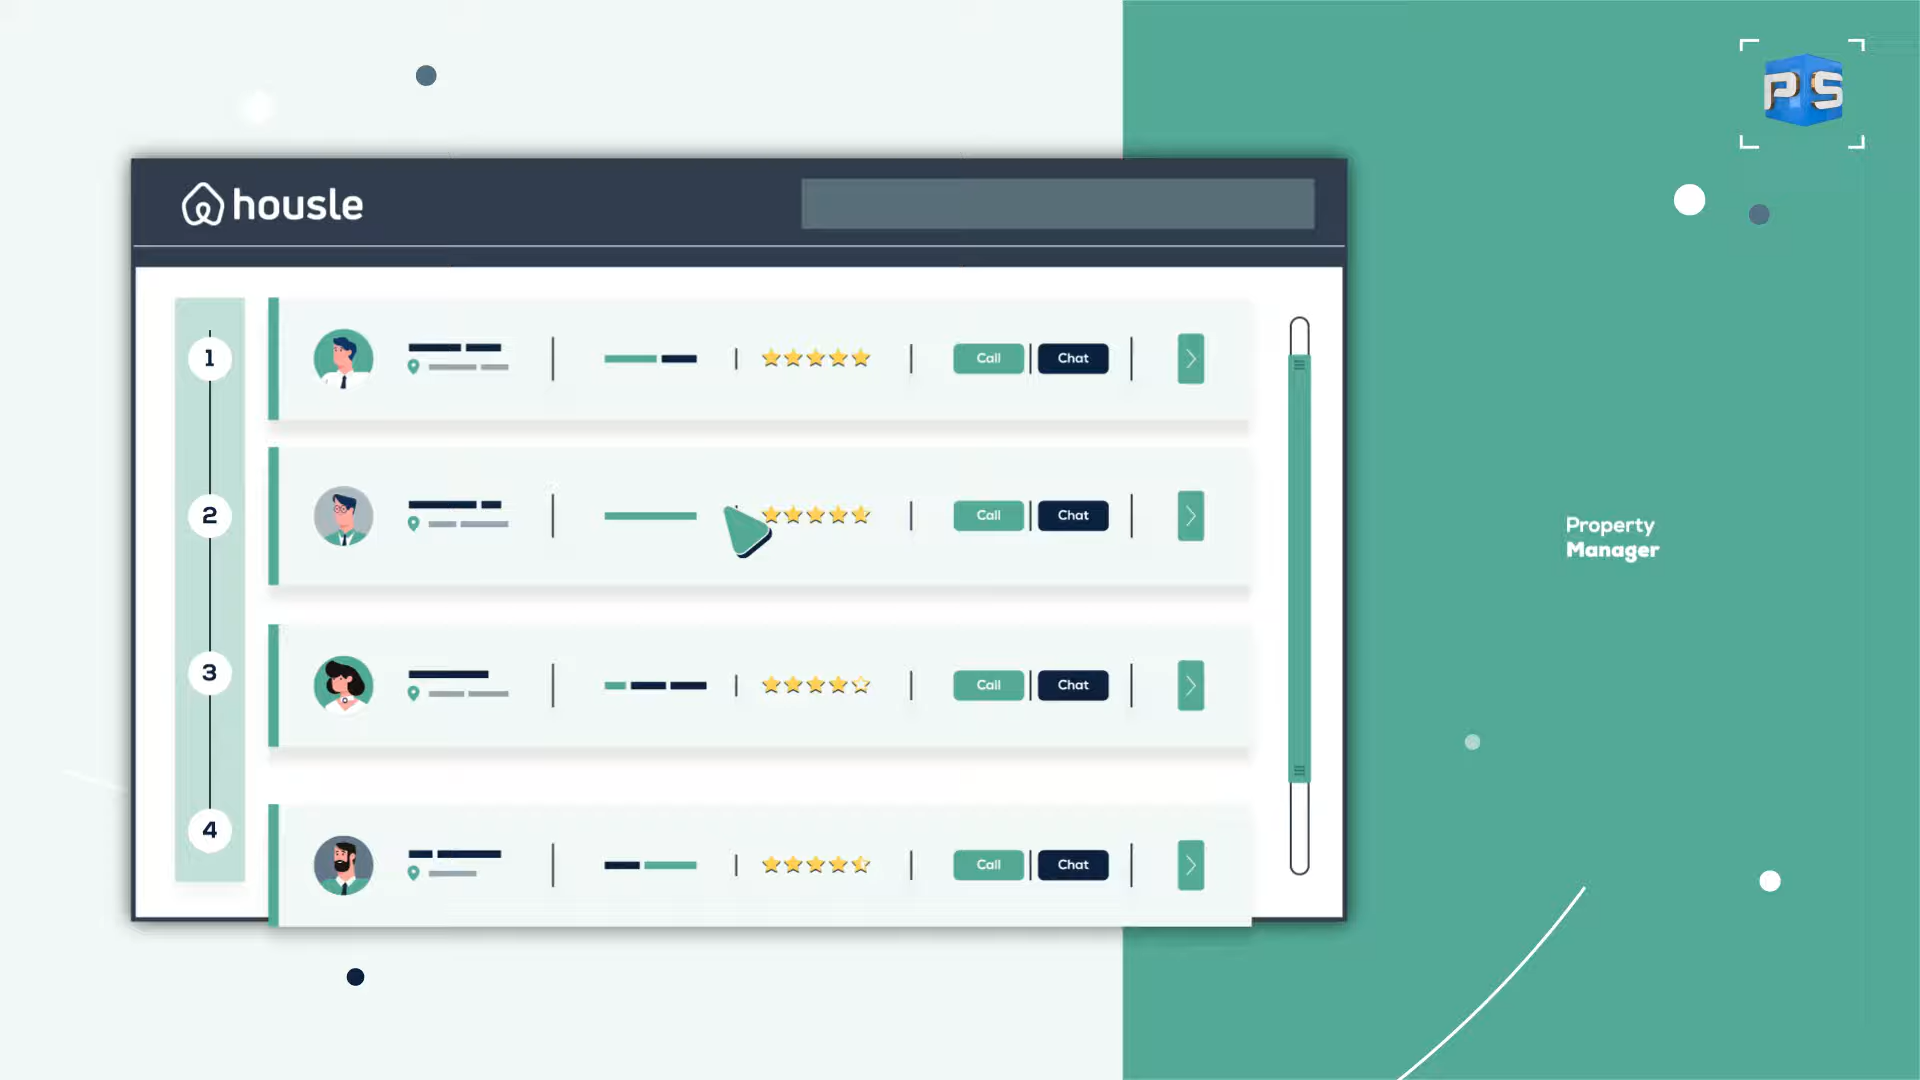 PS
housle
1
Call
Chat
2
Call
Chat
Property
Manager
3
Call
Chat
4
Call
Chat